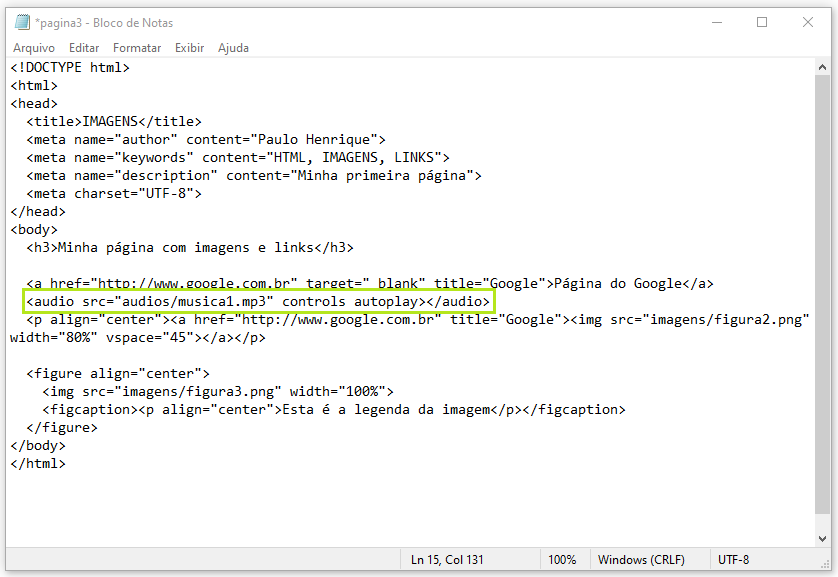 *pagina3 - Bloco de Notas
Arquivo Editar Formatar Exibir Ajuda
<!DOCTYPE html>
<html>
<head>
  <title>IMAGENS</title>
  <meta name="author" content="Paulo Henrique">
  <meta name="keywords" content="HTML, IMAGENS, LINKS">
  <meta name="description" content="Minha primeira página">
  <meta charset="UTF-8">
</head>
<body>
  <h3>Minha página com imagens e links</h3>

  <a href="http://www.google.com.br" target="_blank" title="Google">Página do Google</a>
  <audio src="audios/musica1.mp3" controls autoplay></audio>
  <p align="center"><a href="http://www.google.com.br" title="Google"><img src="imagens/figura2.png"
width="80%" vspace="45"></a></p>

  <figure align="center">
    <img src="imagens/figura3.png" width="100%">
    <figcaption><p align="center">Esta é a legenda da imagem</p></figcaption>
  </figure>
</body>
</html>
Ln 15, Col 131 100% Windows (CRLF) UTF-8